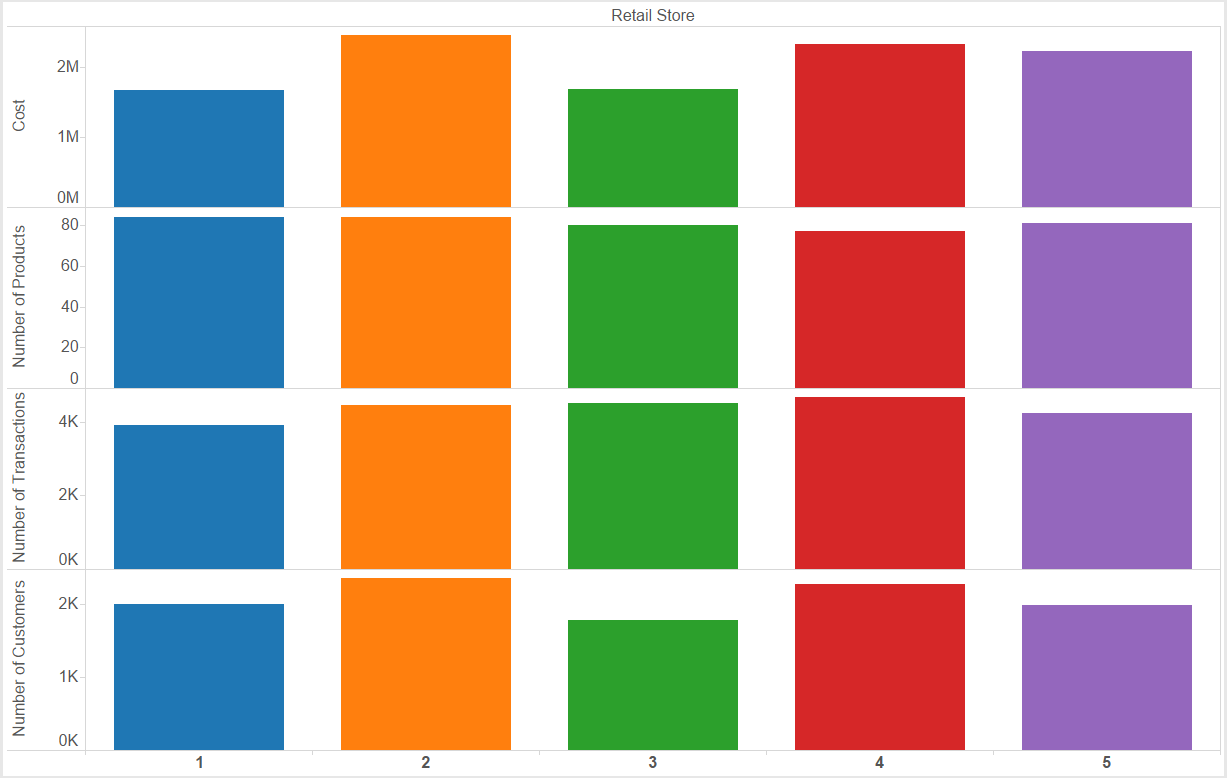 Retail Store
Cost
2M
1M
0M
Number of Products
80
60
40
20
0
Number of Transactions
4K
2K
0K
Number of Customers
2K
1K
0K
1 2 3 4 5